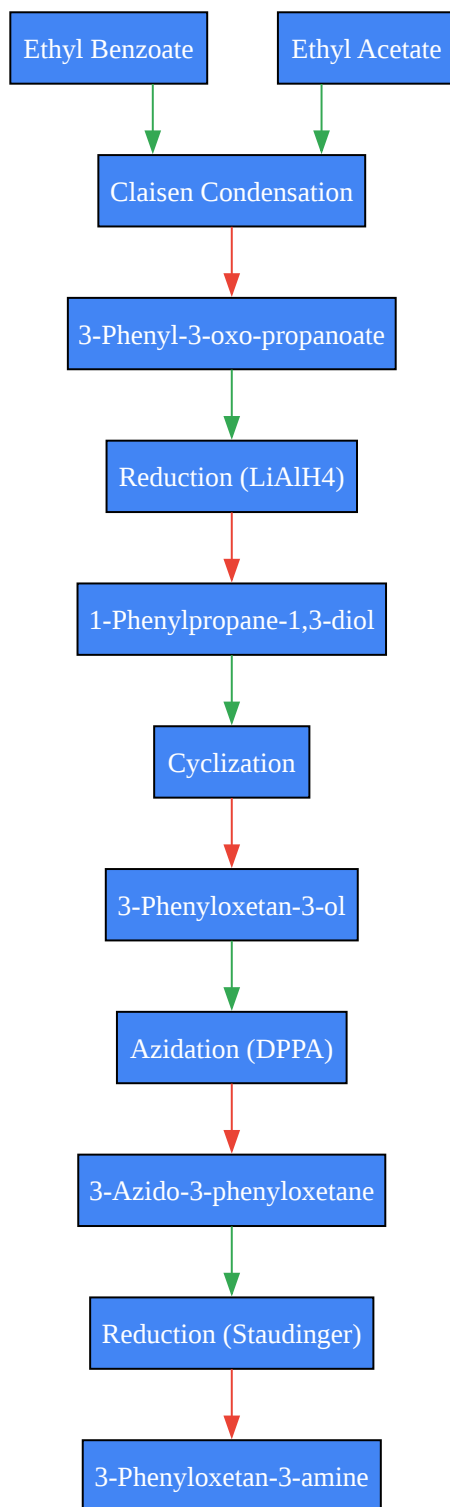 Ethyl Benzoate
Ethyl Acetate
Claisen Condensation
3-Phenyl-3-oxo-propanoate
Reduction (LiAlH4)
1-Phenylpropane-1,3-diol
Cyclization
3-Phenyloxetan-3-ol
Azidation (DPPA)
3-Azido-3-phenyloxetane
Reduction (Staudinger)
3-Phenyloxetan-3-amine